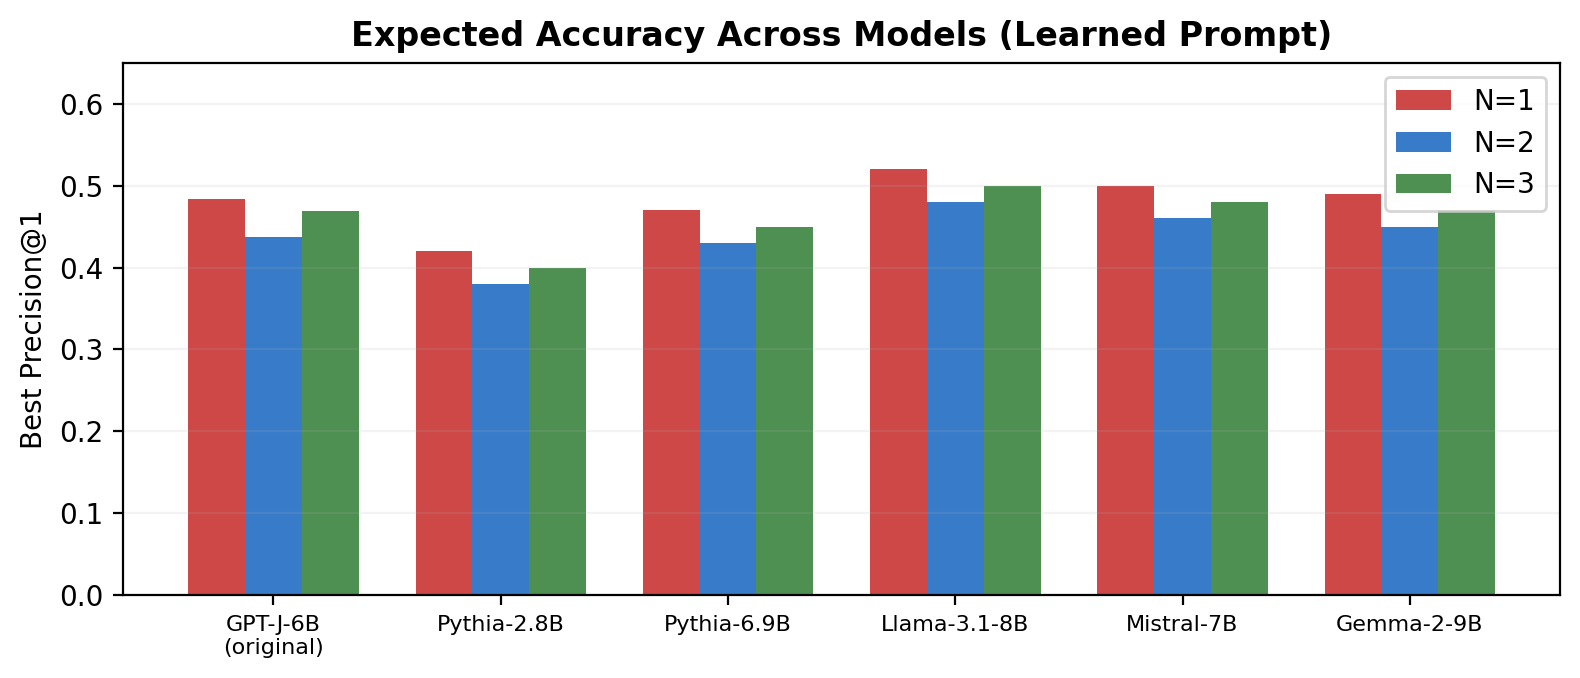 Expected Accuracy Across Models (Learned Prompt)
N=1
N=2
N=3
Best Precision@1
0.6
0.5
0.4
0.3
0.2
0.1
0.0
GPT-J-6B
(original)
Pythia-2.8B
Pythia-6.9B
Llama-3.1-8B
Mistral-7B
Gemma-2-9B